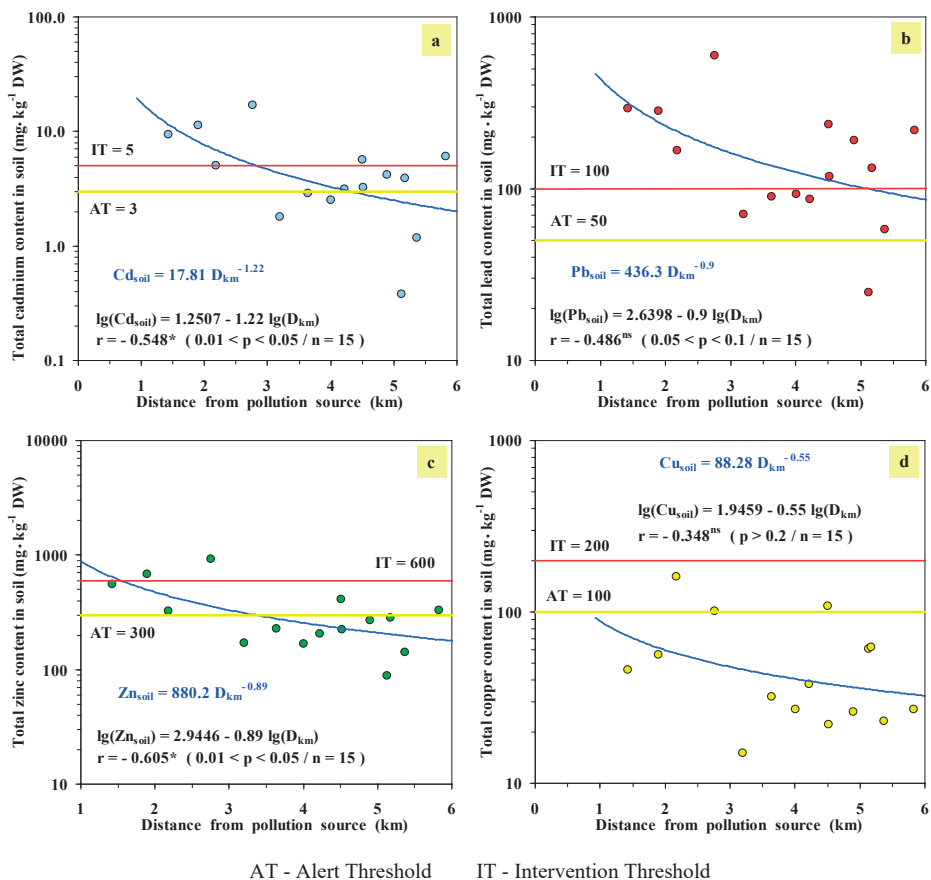 a
Total cadmium content in soil (mg· kg-1 DW)
100.0
10.0
1.0
0.1
IT = 5
AT = 3
Cdsoil = 17.81 Dkm-1.22
lg(Cdsoil) = 1.2507 - 1.22 lg(Dkm)
r = - 0.548* ( 0.01 < p < 0.05 / n = 15 )
0 1 2 3 4 5 6
Distance from pollution source (km)
b
Total lead content in soil (mg· kg-1 DW)
1000
100
10
IT = 100
AT = 50
Pbsoil = 436.3 Dkm-0.9
lg(Pbsoil) = 2.6398 - 0.9 lg(Dkm)
r = - 0.486ns ( 0.05 < p < 0.1 / n = 15 )
0 1 2 3 4 5 6
Distance from pollution source (km)
c
Total zinc content in soil (mg· kg-1 DW)
10000
1000
100
10
IT = 600
AT = 300
Znsoil = 880.2 Dkm-0.89
lg(Znsoil) = 2.9446 - 0.89 lg(Dkm)
r = - 0.605* ( 0.01 < p < 0.05 / n = 15 )
1 2 3 4 5 6
Distance from pollution source (km)
d
Total copper content in soil (mg· kg-1 DW)
1000
100
10
Cusoil = 88.28 Dkm-0.55
lg(Cusoil) = 1.9459 - 0.55 lg(Dkm)
r = - 0.348ns ( p > 0.2 / n = 15 )
IT = 200
AT = 100
0 1 2 3 4 5 6
Distance from pollution source (km)
AT - Alert Threshold IT - Intervention Threshold